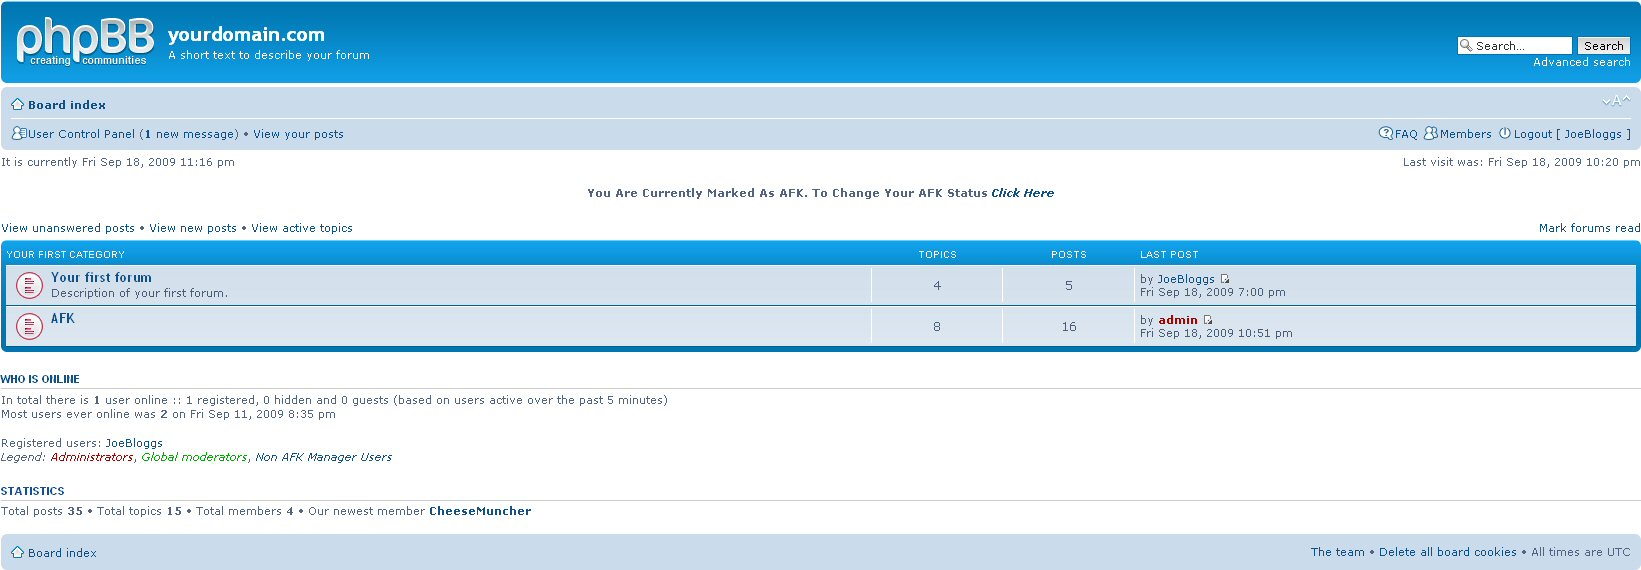 phpBB
creating communities
yourdomain.com
A short text to describe your forum
Search... Search
Advanced search
Board index
A
User Control Panel (1 new message) • View your posts
FAQ Members Logout [ JoeBloggs ]
It is currently Fri Sep 18, 2009 11:16 pm
Last visit was: Fri Sep 18, 2009 10:20 pm
You Are Currently Marked As AFK. To Change Your AFK Status Click Here
View unanswered posts • View new posts • View active topics
Mark forums read
YOUR FIRST CATEGORY TOPICS POSTS LAST POST
Your first forum
Description of your first forum.
4
5
by JoeBloggs
Fri Sep 18, 2009 7:00 pm
AFK
8
16
by admin
Fri Sep 18, 2009 10:51 pm
WHO IS ONLINE
In total there is 1 user online :: 1 registered, 0 hidden and 0 guests (based on users active over the past 5 minutes)
Most users ever online was 2 on Fri Sep 11, 2009 8:35 pm
Registered users: JoeBloggs
Legend: Administrators, Global moderators, Non AFK Manager Users
STATISTICS
Total posts 35 • Total topics 15 • Total members 4 • Our newest member CheeseMuncher
Board index
The team • Delete all board cookies • All times are UTC